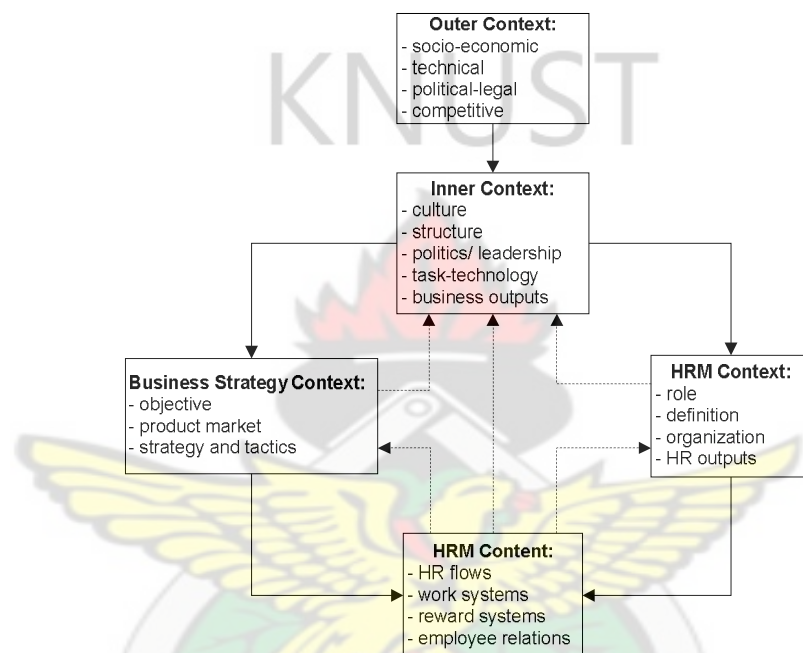 Outer Context:
- socio-economic
- technical
- political-legal
- competitive
KNUST
Inner Context:
- culture
- structure
- politics/ leadership
- task-technology
- business outputs
Business Strategy Context:
- objective
- product market
- strategy and tactics
HRM Context:
- role
- definition
- organization
- HR outputs
HRM Content:
- HR flows
- work systems
- reward systems
- employee relations